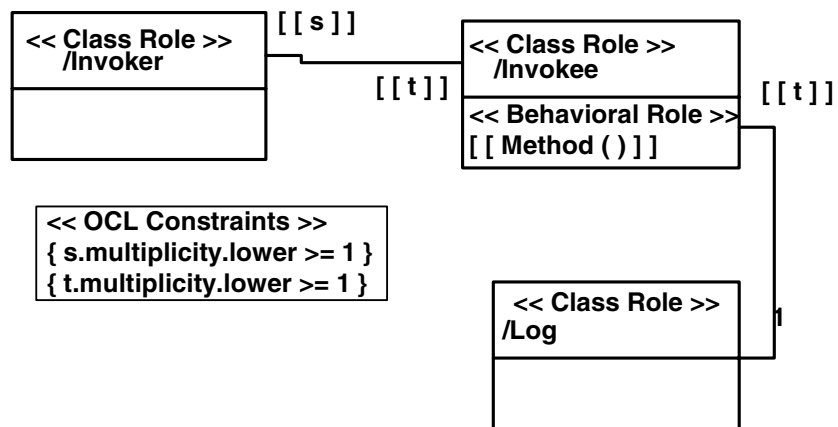 << Class Role >>
/Invoker
[ [ s ] ]
[ [ t ] ]
<< Class Role >>
/Invokee
<< Behavioral Role >>
[ [ Method ( ) ] ]
[ [ t ] ]
<< OCL Constraints >>
{ s.multiplicity.lower >= 1 }
{ t.multiplicity.lower >= 1 }
<< Class Role >>
/Log
1